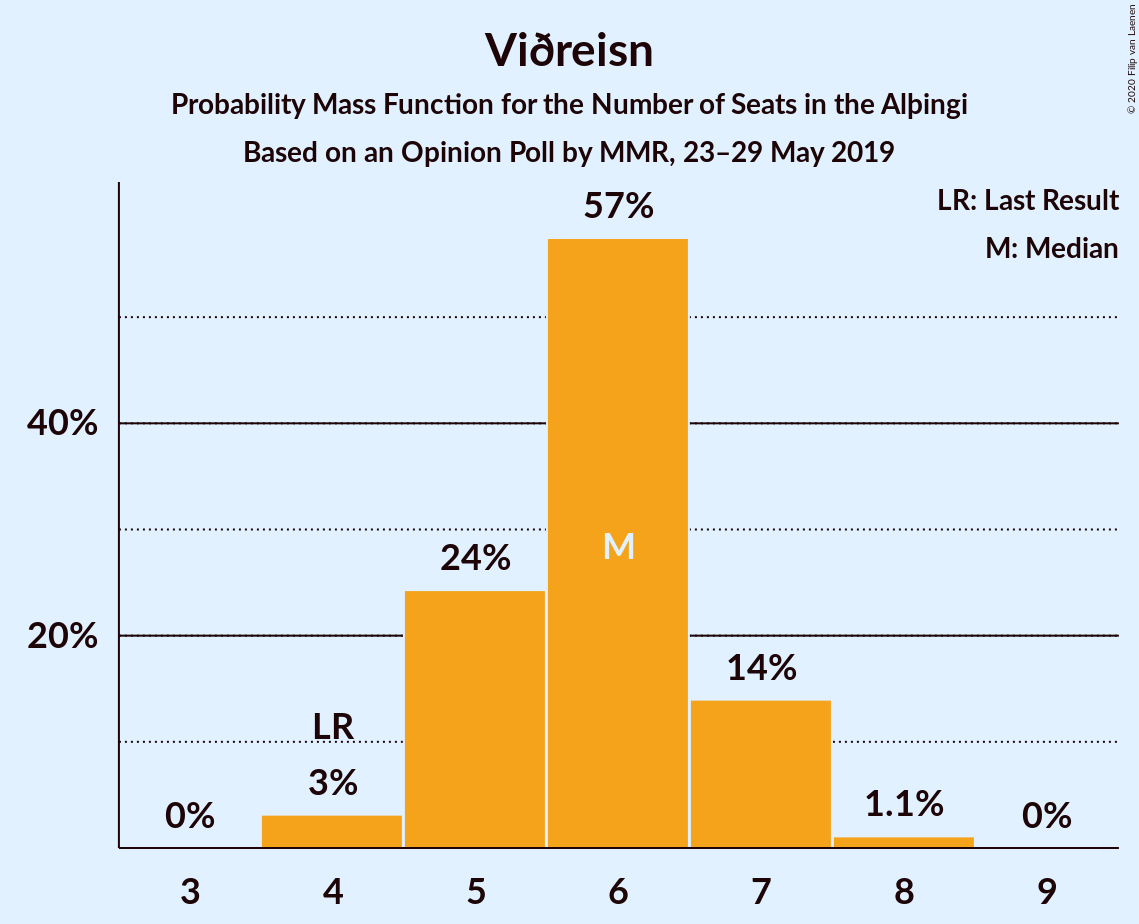 Viðreisn
Probability Mass Function for the Number of Seats in the Alþingi
Based on an Opinion Poll by MMR, 23–29 May 2019
© 2020 Filip van Laenen
LR: Last Result
M: Median
57%
40%
M
24%
20%
14%
LR
3%
1.1%
0%
0%
3 4 5 6 7 8 9